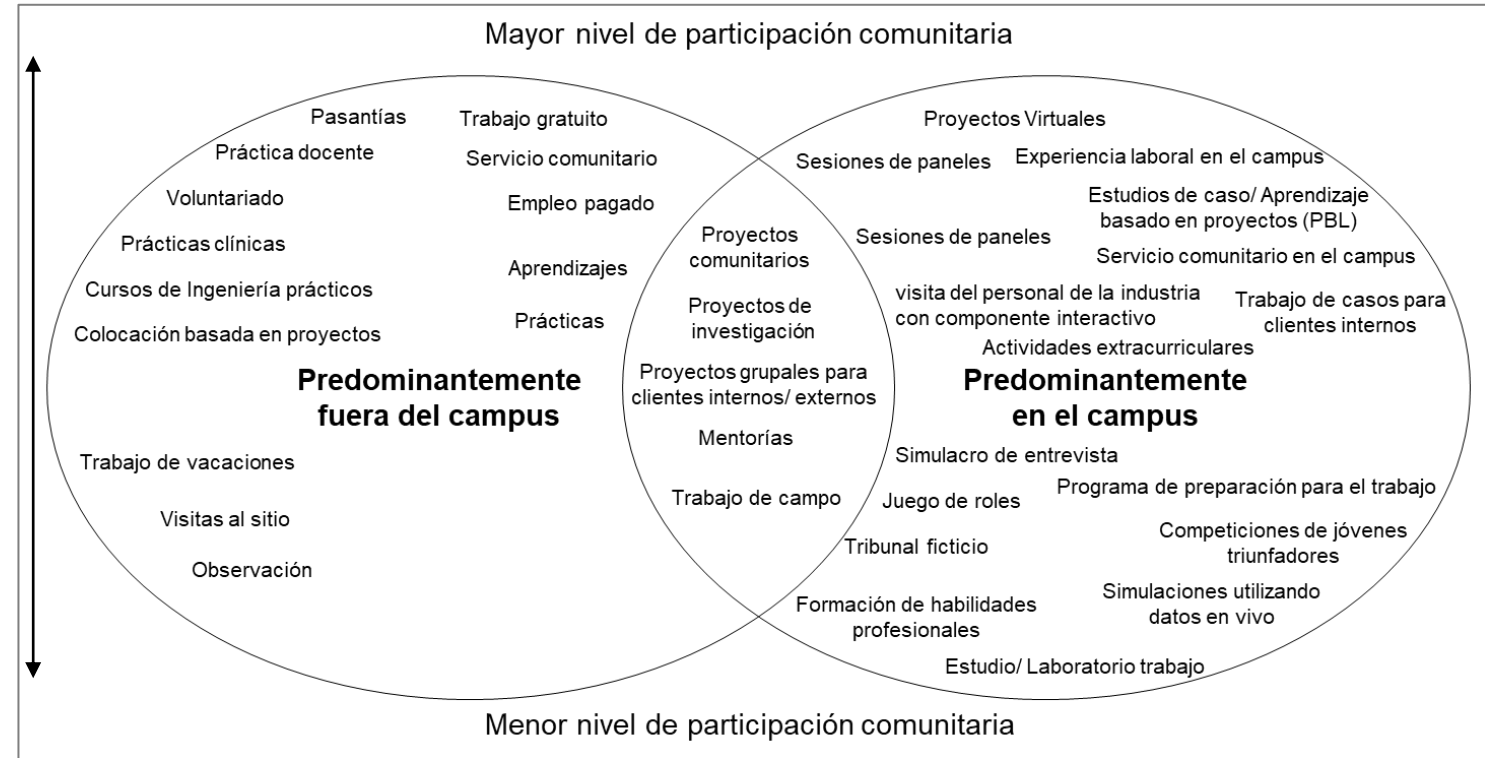 Mayor nivel de participación comunitaria
Pasantías
Trabajo gratuito
Práctica docente
Servicio comunitario
Voluntariado
Empleo pagado
Prácticas clínicas
Aprendizajes
Cursos de Ingeniería prácticos
Prácticas
Colocación basada en proyectos
Predominantemente
fuera del campus
Trabajo de vacaciones
Visitas al sitio
Observación
Proyectos
comunitarios
Proyectos de
investigación
Proyectos grupales para
clientes internos/ externos
Mentorías
Trabajo de campo
Proyectos Virtuales
Sesiones de paneles
Experiencia laboral en el campus
Estudios de caso/ Aprendizaje
basado en proyectos (PBL)
Sesiones de paneles
Servicio comunitario en el campus
visita del personal de la industria
con componente interactivo
Trabajo de casos para
clientes internos
Actividades extracurriculares
Predominantemente
en el campus
Simulacro de entrevista
Programa de preparación para el trabajo
Juego de roles
Competiciones de jóvenes
triunfadores
Tribunal ficticio
Simulaciones utilizando
datos en vivo
Formación de habilidades
profesionales
Estudio/ Laboratorio trabajo
Menor nivel de participación comunitaria